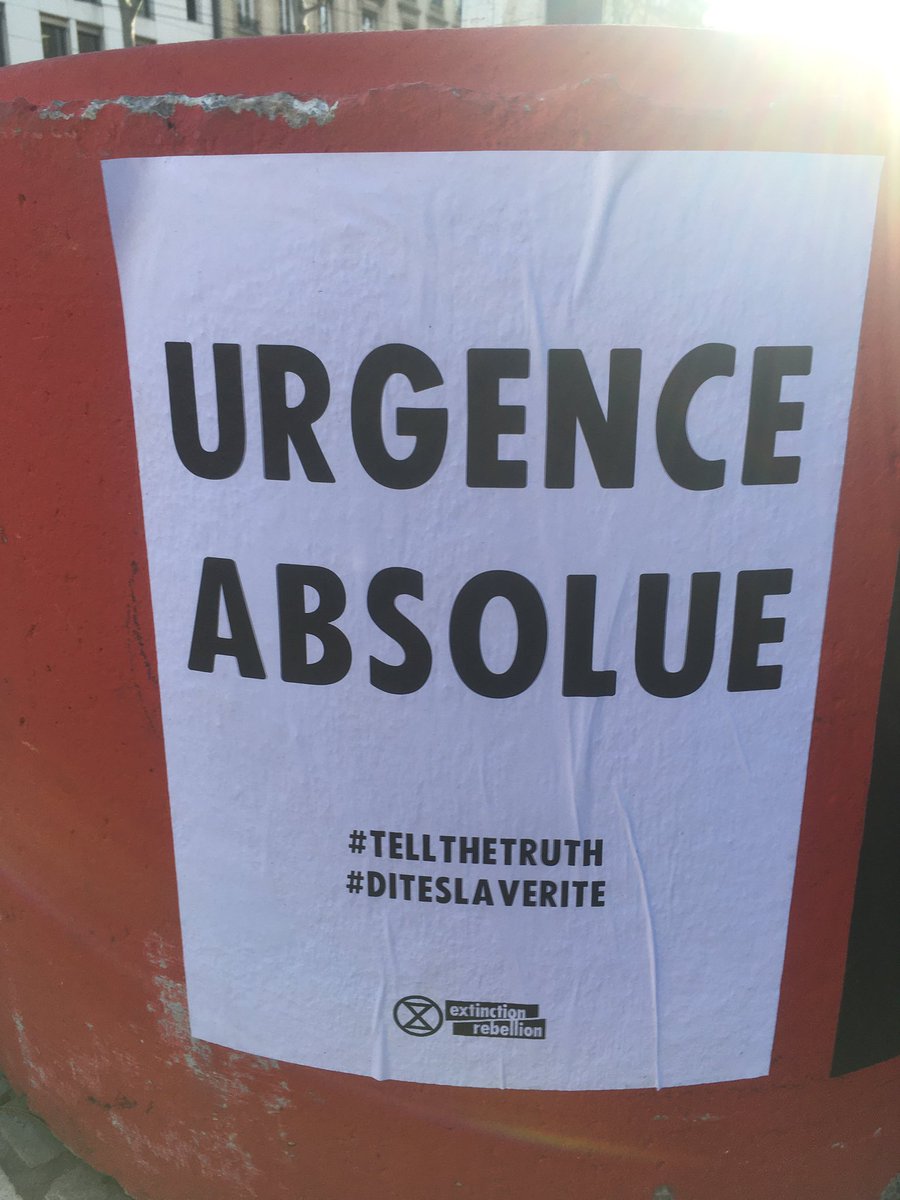 URGENCE
ABSOLUE
#TELLTHETRUTH
#DITESLAVERITE
extinction
rebellion